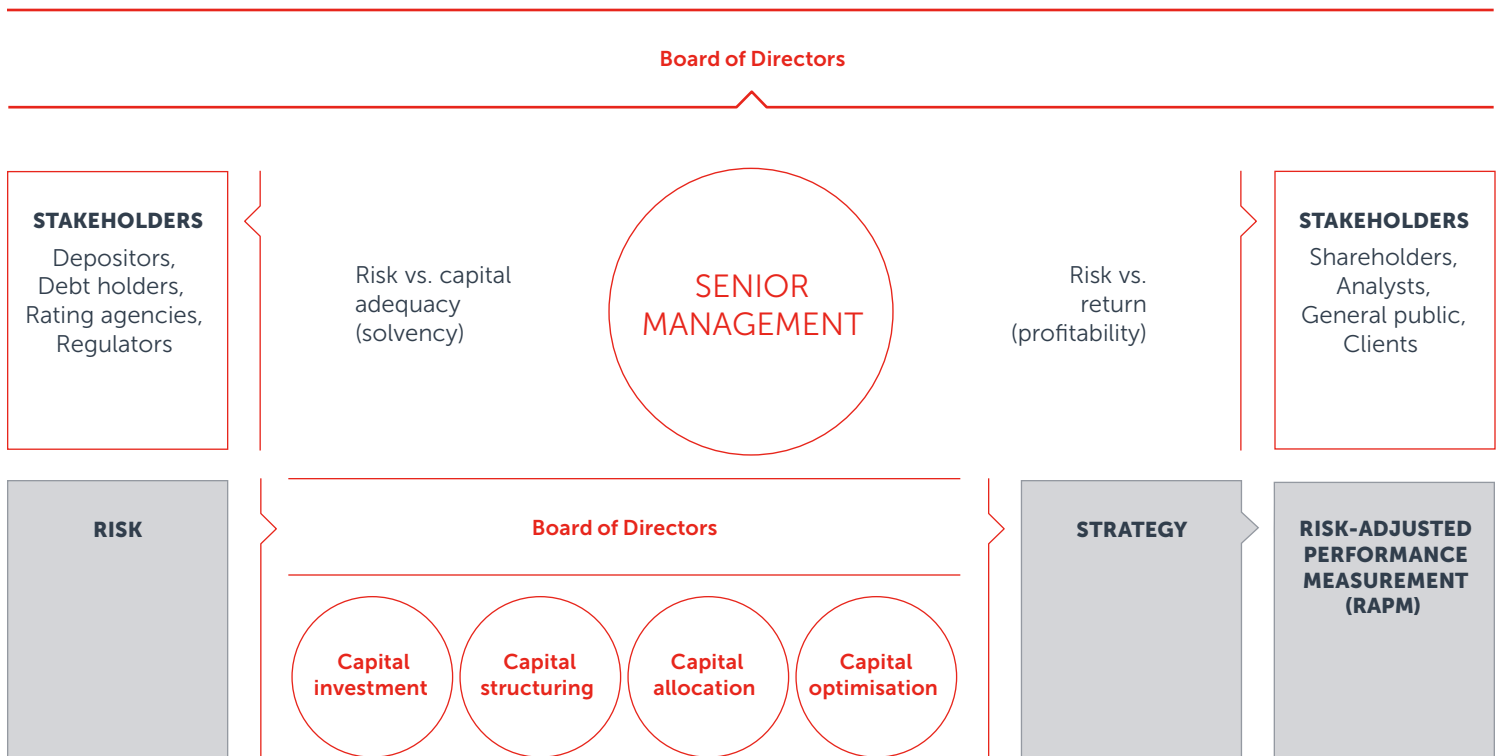 Board of Directors
STAKEHOLDERS
Depositors,
Debt holders,
Rating agencies,
Regulators
Risk vs. capital
adequacy
(solvency)
SENIOR
MANAGEMENT
Risk vs.
return
(profitability)
STAKEHOLDERS
Shareholders,
Analysts,
General public,
Clients
RISK
Board of Directors
Capital
investment
Capital
structuring
Capital
allocation
Capital
optimisation
STRATEGY
RISK-ADJUSTED
PERFORMANCE
MEASUREMENT
(RAPM)